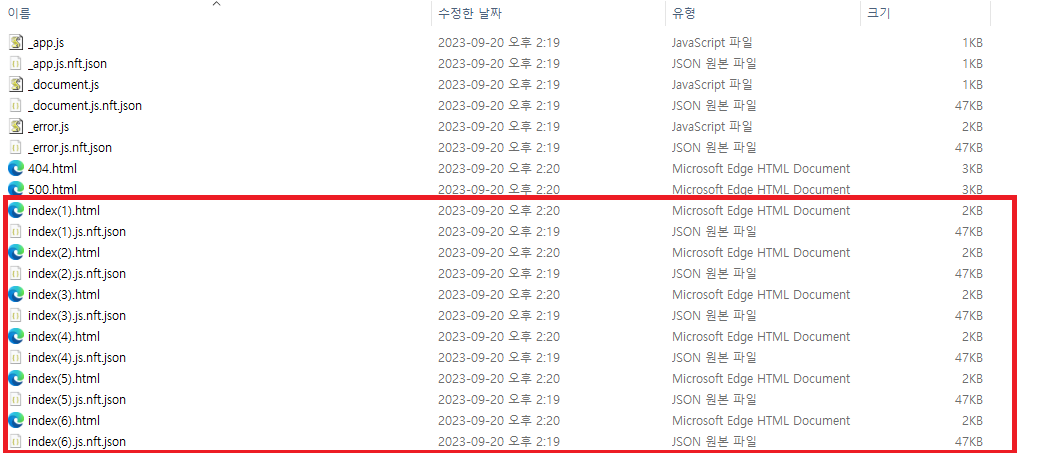 이름 수정한 날짜 유형 크기
_app.js 2023-09-20 오후 2:19 JavaScript 파일 1KB
_app.js.nft.json 2023-09-20 오후 2:19 JSON 원본 파일 1KB
_document.js 2023-09-20 오후 2:19 JavaScript 파일 1KB
_document.js.nft.json 2023-09-20 오후 2:19 JSON 원본 파일 47KB
_error.js 2023-09-20 오후 2:19 JavaScript 파일 2KB
_error.js.nft.json 2023-09-20 오후 2:19 JSON 원본 파일 47KB
404.html 2023-09-20 오후 2:20 Microsoft Edge HTML Document 3KB
500.html 2023-09-20 오후 2:20 Microsoft Edge HTML Document 3KB
index(1).html 2023-09-20 오후 2:20 Microsoft Edge HTML Document 2KB
index(1).js.nft.json 2023-09-20 오후 2:19 JSON 원본 파일 47KB
index(2).html 2023-09-20 오후 2:20 Microsoft Edge HTML Document 2KB
index(2).js.nft.json 2023-09-20 오후 2:19 JSON 원본 파일 47KB
index(3).html 2023-09-20 오후 2:20 Microsoft Edge HTML Document 2KB
index(3).js.nft.json 2023-09-20 오후 2:19 JSON 원본 파일 47KB
index(4).html 2023-09-20 오후 2:20 Microsoft Edge HTML Document 2KB
index(4).js.nft.json 2023-09-20 오후 2:19 JSON 원본 파일 47KB
index(5).html 2023-09-20 오후 2:20 Microsoft Edge HTML Document 2KB
index(5).js.nft.json 2023-09-20 오후 2:19 JSON 원본 파일 47KB
index(6).html 2023-09-20 오후 2:20 Microsoft Edge HTML Document 2KB
index(6).js.nft.json 2023-09-20 오후 2:19 JSON 원본 파일 47KB